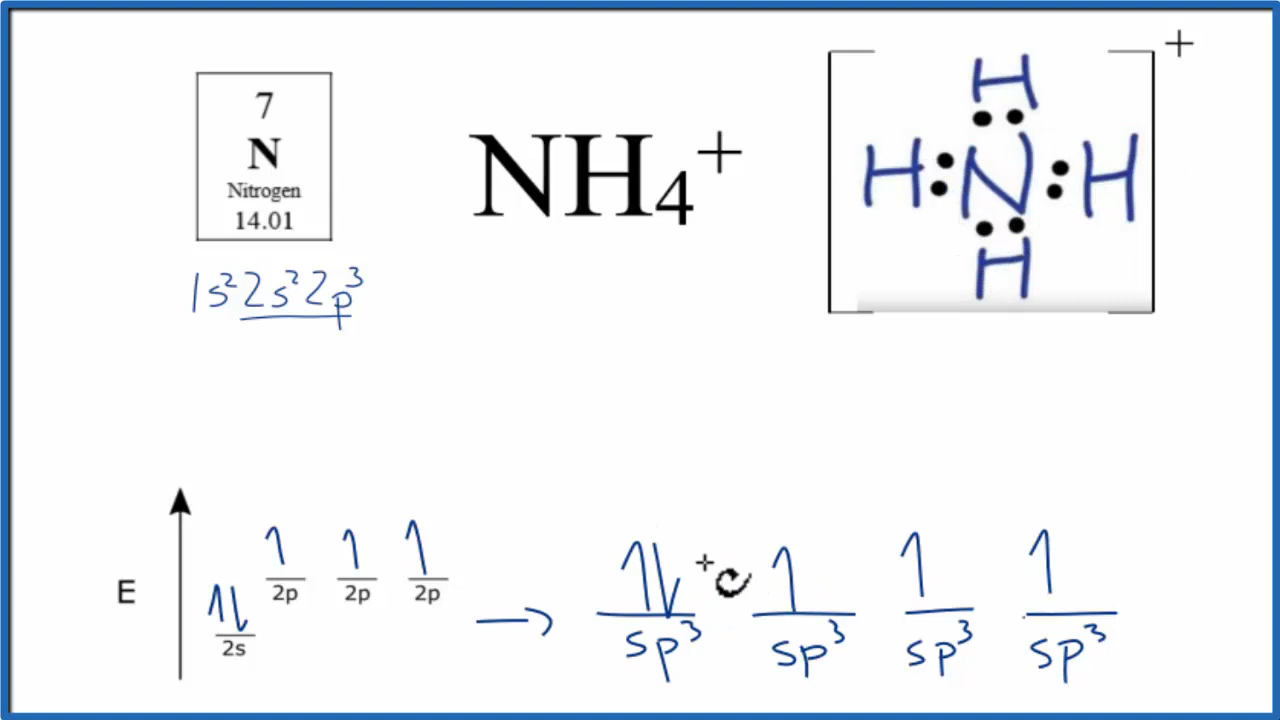 7
N
Nitrogen
14.01
1s²2s²2p³
NH₄⁺
+
H
H : N : H
H
E
↿⇂
2s
↿ ↿ ↿
2p 2p 2p
→
↿⇂ ↿ ↿ ↿
sp³ sp³ sp³ sp³